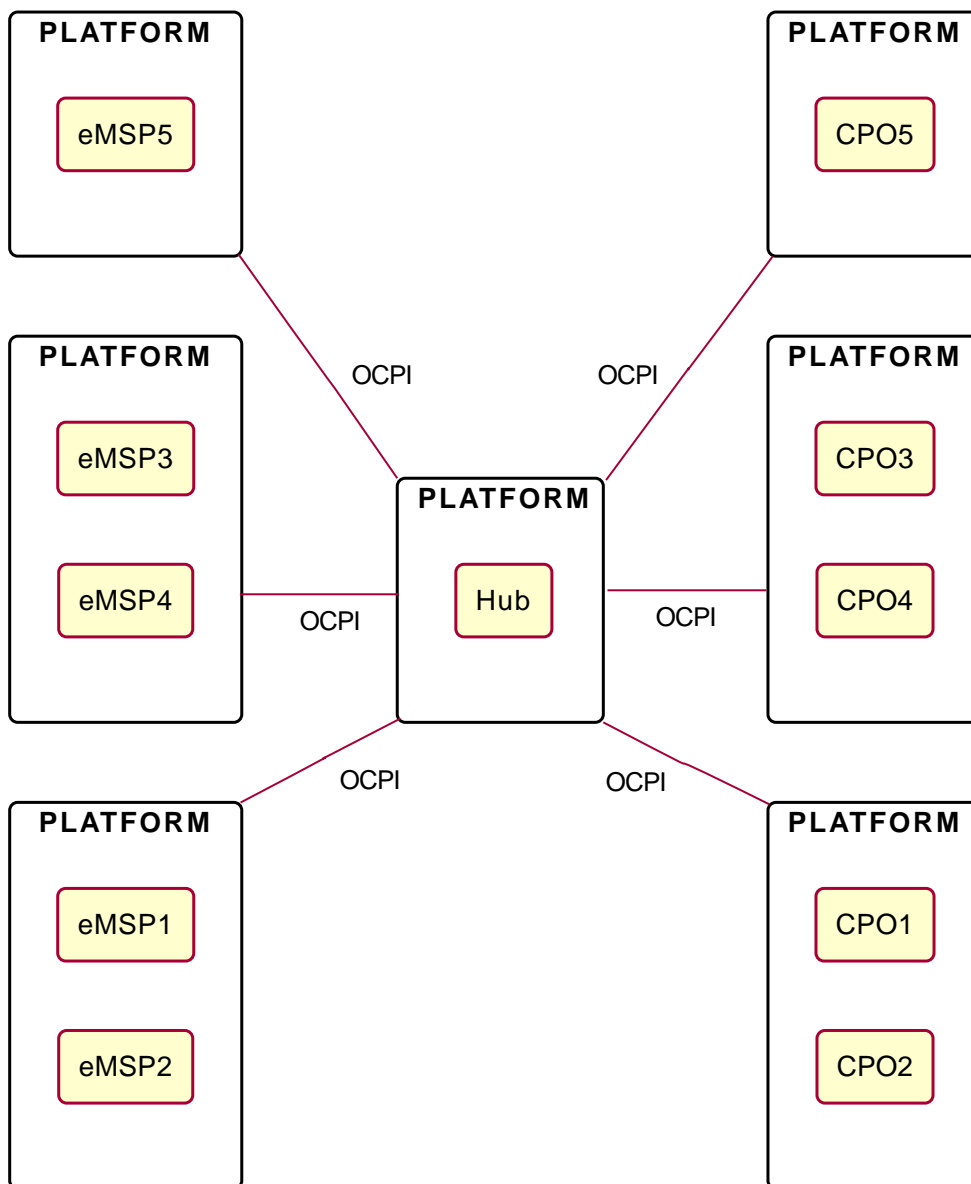 PLATFORM
eMSP5
PLATFORM
CPO5
OCPI
OCPI
PLATFORM
eMSP3
eMSP4
PLATFORM
Hub
PLATFORM
CPO3
CPO4
OCPI
OCPI
OCPI
OCPI
PLATFORM
eMSP1
eMSP2
PLATFORM
CPO1
CPO2